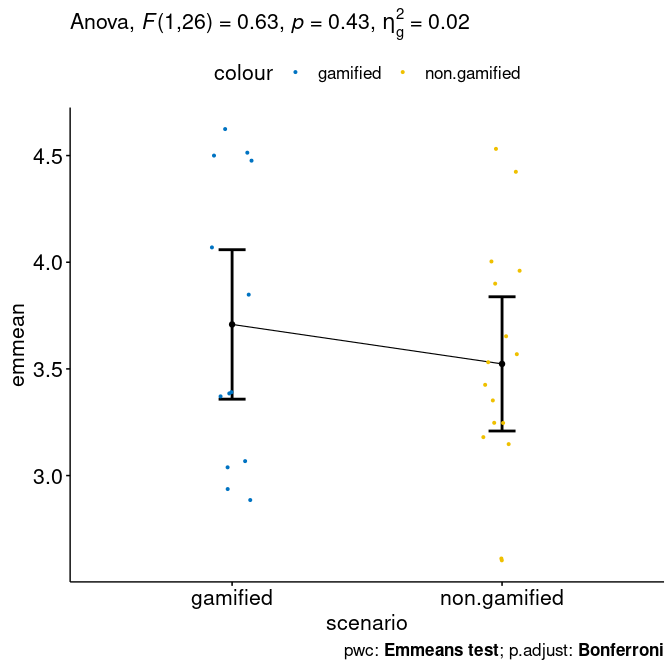 Anova, F(1,26) = 0.63, p = 0.43, η²g = 0.02
colour gamified non.gamified
4.5
4.0
3.5
3.0
emmean
gamified non.gamified
scenario
pwc: Emmeans test; p.adjust: Bonferroni